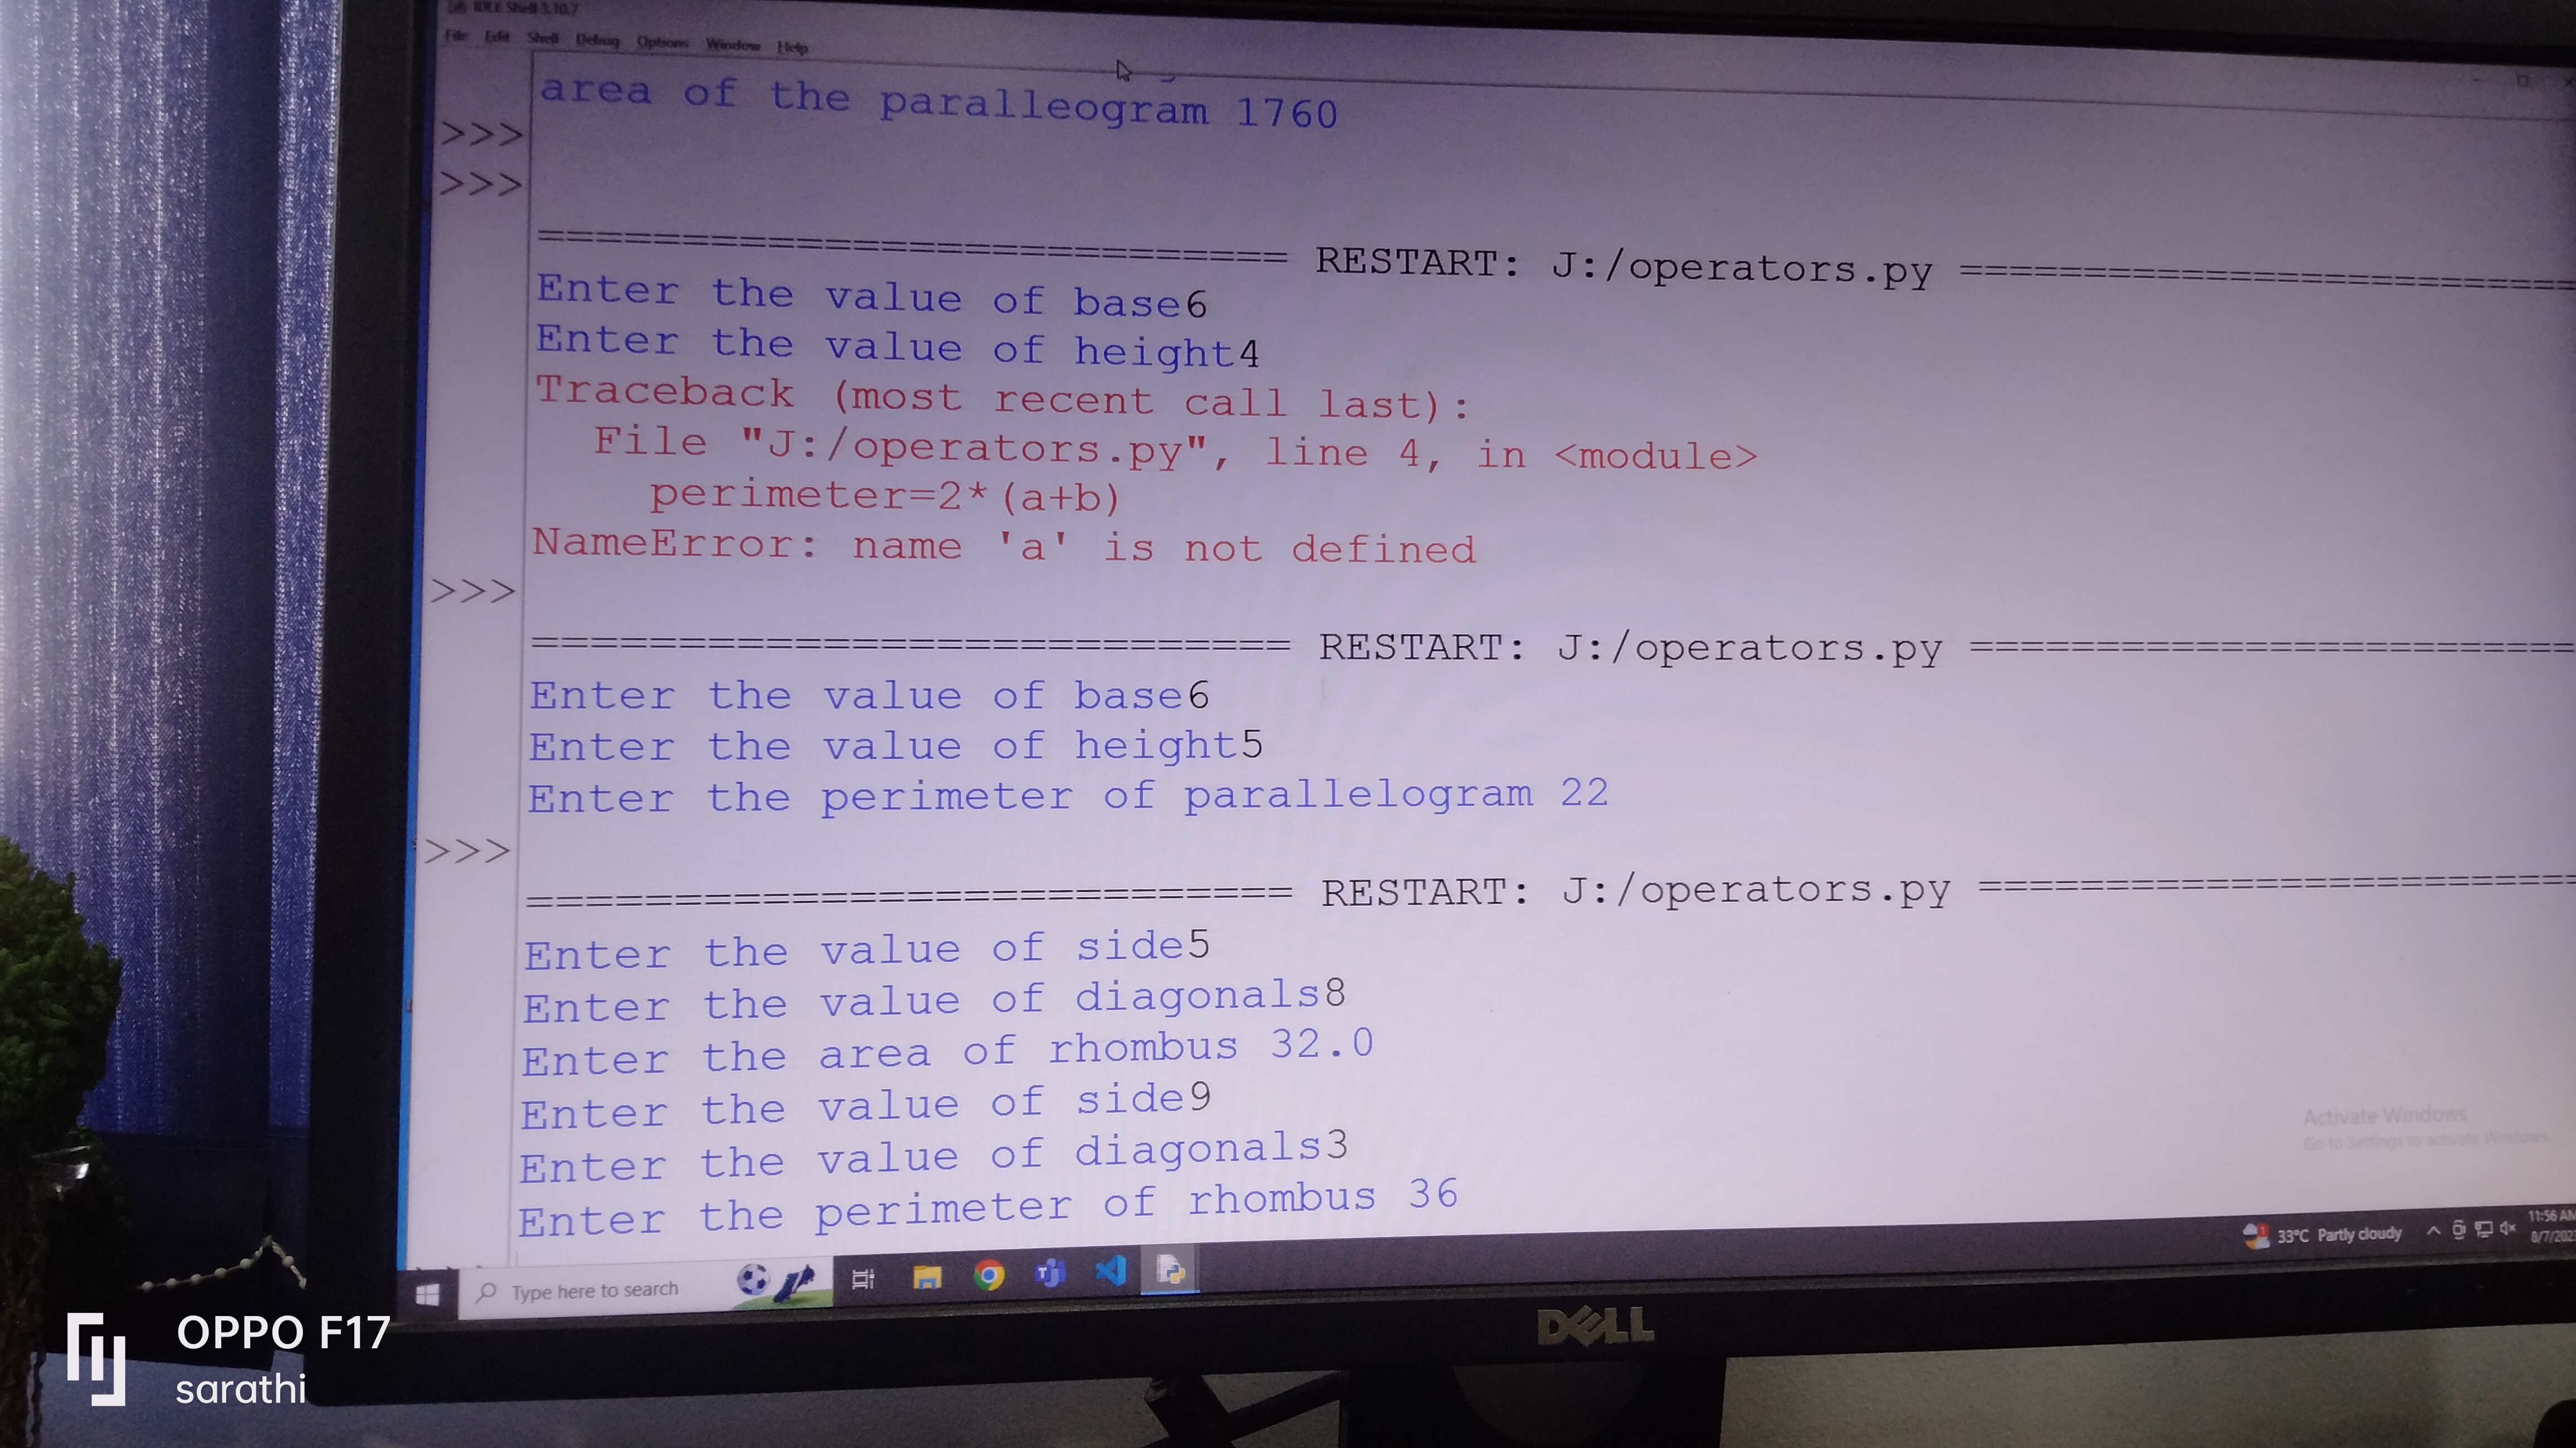 IDLE Shell 3.10.7
File Edit Shell Debug Options Window Help
area of the paralleogram 1760
>>>
>>>
=========================== RESTART: J:/operators.py ======================
Enter the value of base6
Enter the value of height4
Traceback (most recent call last):
File "J:/operators.py", line 4, in <module>
perimeter=2*(a+b)
NameError: name 'a' is not defined
>>>
=========================== RESTART: J:/operators.py ======================
Enter the value of base6
Enter the value of height5
Enter the perimeter of parallelogram 22
>>>
=========================== RESTART: J:/operators.py ======================
Enter the value of side5
Enter the value of diagonals8
Enter the area of rhombus 32.0
Enter the value of side9
Enter the value of diagonals3
Enter the perimeter of rhombus 36
Activate Windows
Go to Settings to activate Windows.
Type here to search
33°C Partly cloudy
11:56 AM
8/7/202
DELL
OPPO F17
sarathi